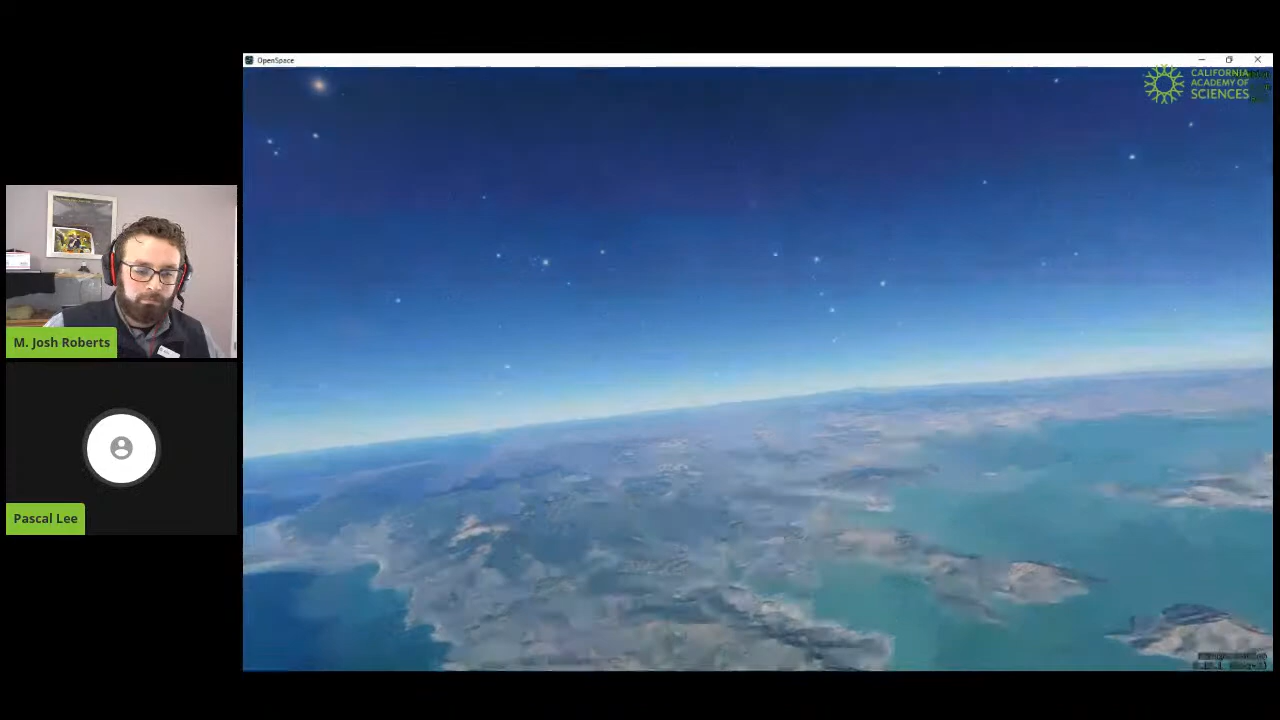 OpenSpace
CALIFORNIA
ACADEMY OF
SCIENCES
M. Josh Roberts
Pascal Lee